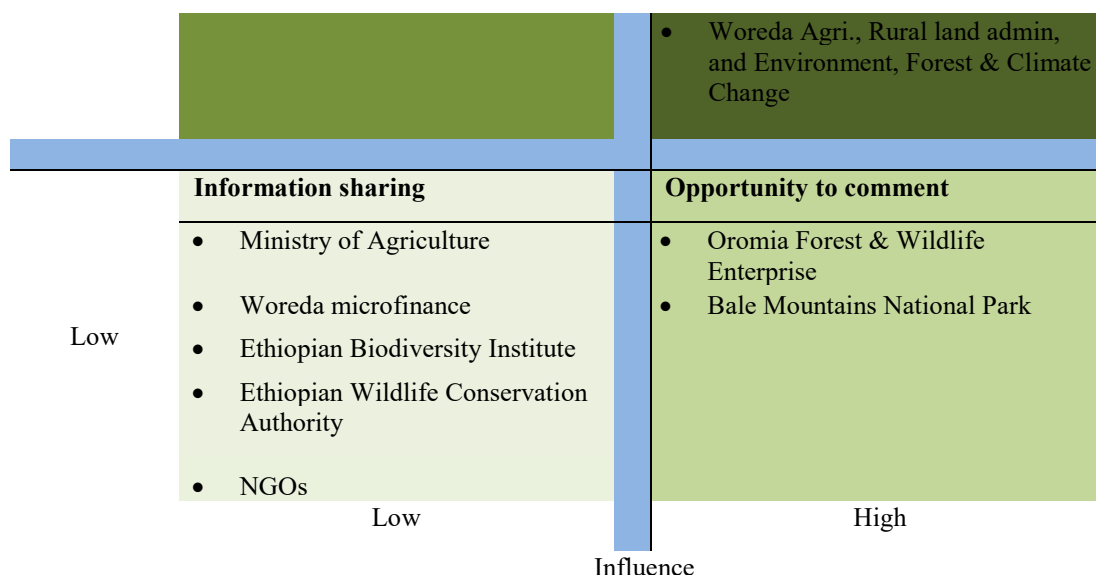 • Woreda Agri., Rural land admin,
and Environment, Forest & Climate
Change
Information sharing
Opportunity to comment
Low
• Ministry of Agriculture
• Woreda microfinance
• Ethiopian Biodiversity Institute
• Ethiopian Wildlife Conservation
Authority
• NGOs
• Oromia Forest & Wildlife
Enterprise
• Bale Mountains National Park
Low
High
Influence